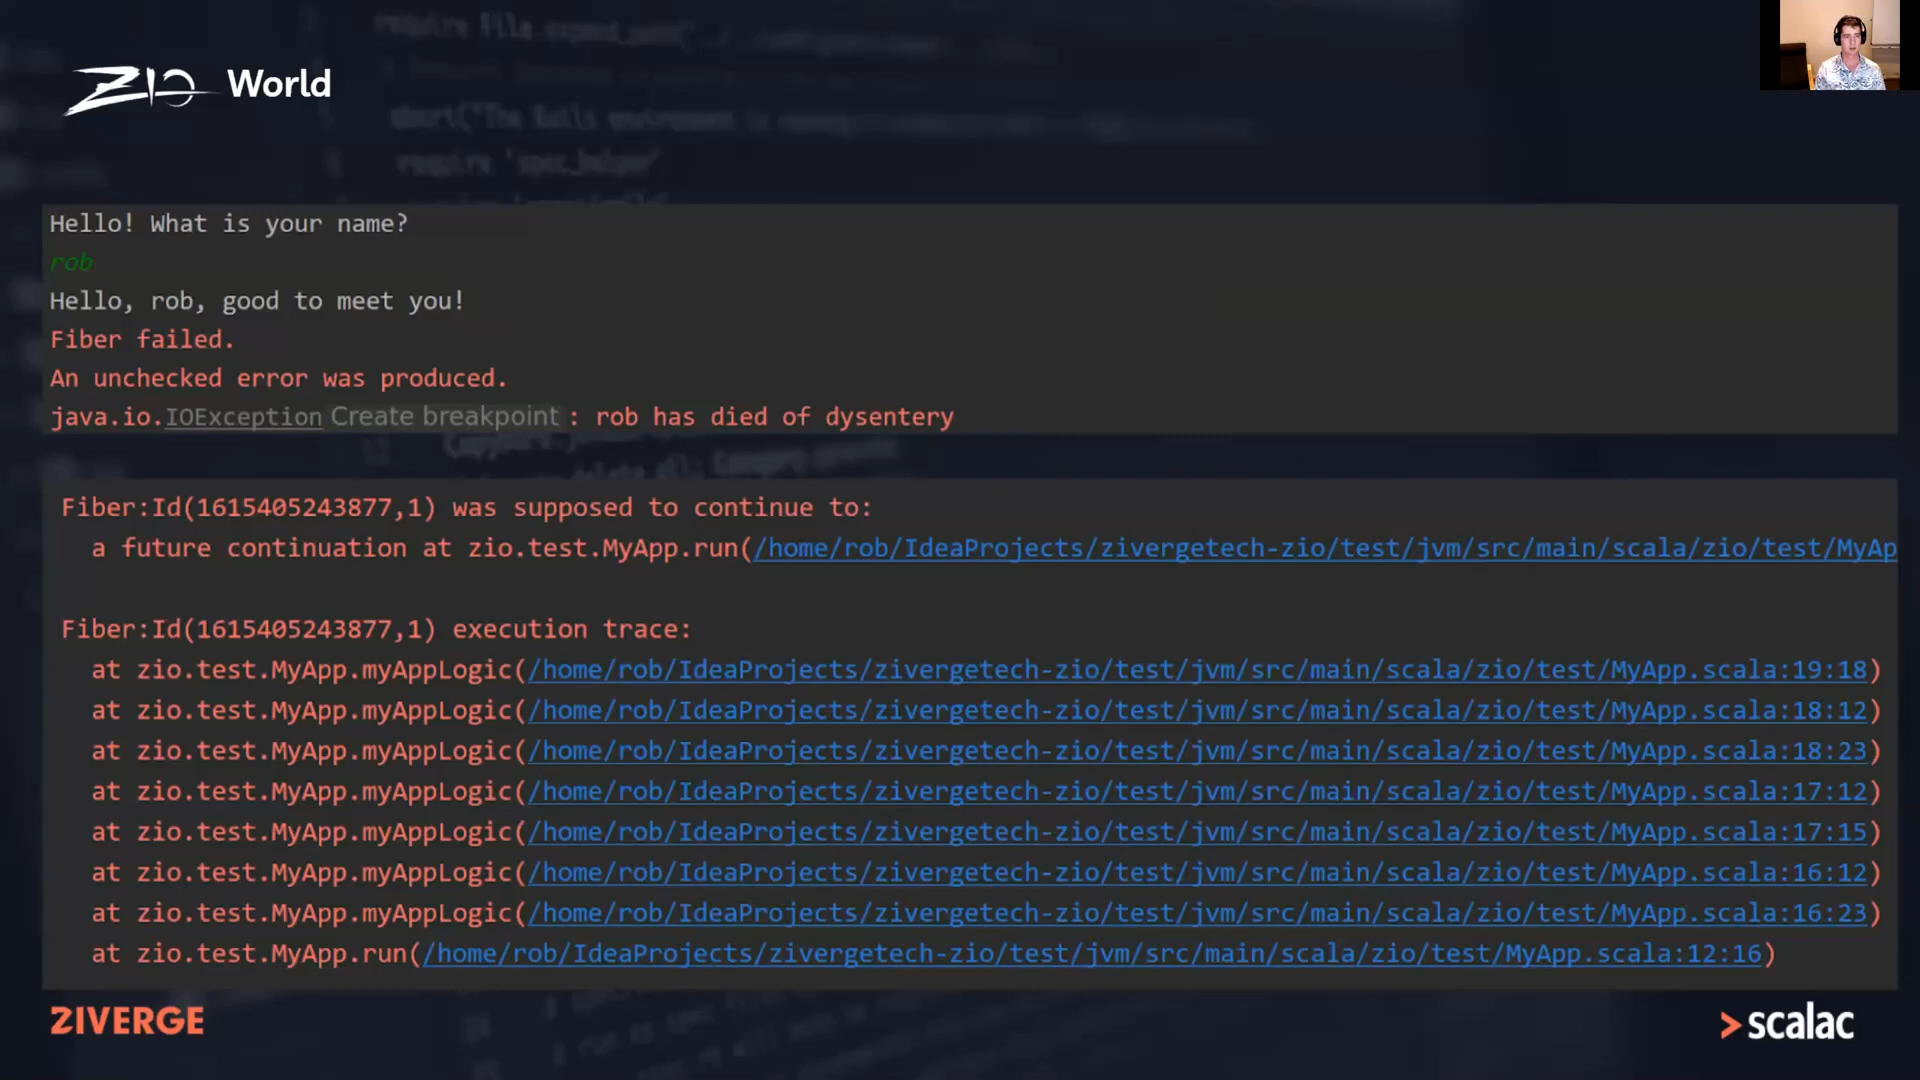 ZIO World
Hello! What is your name?
rob
Hello, rob, good to meet you!
Fiber failed.
An unchecked error was produced.
java.io.IOException Create breakpoint : rob has died of dysentery
Fiber:Id(1615405243877,1) was supposed to continue to:
a future continuation at zio.test.MyApp.run(/home/rob/IdeaProjects/zivergetech-zio/test/jvm/src/main/scala/zio/test/MyAp
Fiber:Id(1615405243877,1) execution trace:
at zio.test.MyApp.myAppLogic(/home/rob/IdeaProjects/zivergetech-zio/test/jvm/src/main/scala/zio/test/MyApp.scala:19:18)
at zio.test.MyApp.myAppLogic(/home/rob/IdeaProjects/zivergetech-zio/test/jvm/src/main/scala/zio/test/MyApp.scala:18:12)
at zio.test.MyApp.myAppLogic(/home/rob/IdeaProjects/zivergetech-zio/test/jvm/src/main/scala/zio/test/MyApp.scala:18:23)
at zio.test.MyApp.myAppLogic(/home/rob/IdeaProjects/zivergetech-zio/test/jvm/src/main/scala/zio/test/MyApp.scala:17:12)
at zio.test.MyApp.myAppLogic(/home/rob/IdeaProjects/zivergetech-zio/test/jvm/src/main/scala/zio/test/MyApp.scala:17:15)
at zio.test.MyApp.myAppLogic(/home/rob/IdeaProjects/zivergetech-zio/test/jvm/src/main/scala/zio/test/MyApp.scala:16:12)
at zio.test.MyApp.myAppLogic(/home/rob/IdeaProjects/zivergetech-zio/test/jvm/src/main/scala/zio/test/MyApp.scala:16:23)
at zio.test.MyApp.run(/home/rob/IdeaProjects/zivergetech-zio/test/jvm/src/main/scala/zio/test/MyApp.scala:12:16)
ZIVERGE
scalac